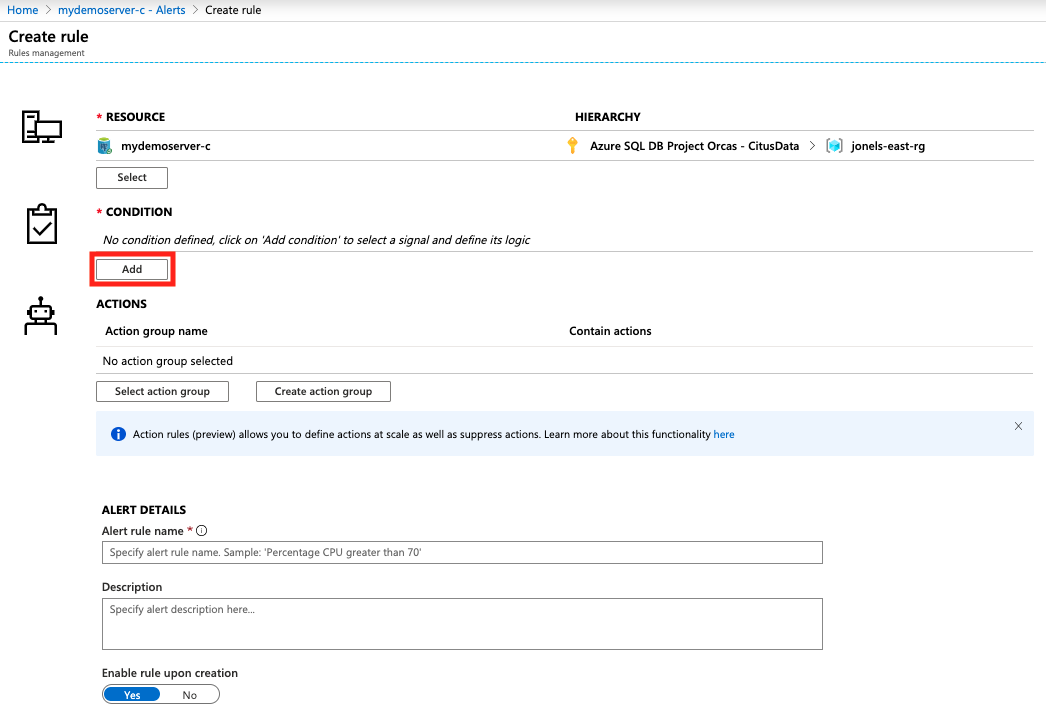 Home > mydemoserver-c - Alerts > Create rule
Create rule
Rules management
* RESOURCE HIERARCHY
mydemoserver-c Azure SQL DB Project Orcas - CitusData > jonels-east-rg
Select
* CONDITION
No condition defined, click on 'Add condition' to select a signal and define its logic
Add
ACTIONS
Action group name Contain actions
No action group selected
Select action group Create action group
Action rules (preview) allows you to define actions at scale as well as suppress actions. Learn more about this functionality here
ALERT DETAILS
Alert rule name *
Specify alert rule name. Sample: 'Percentage CPU greater than 70'
Description
Specify alert description here...
Enable rule upon creation
Yes No